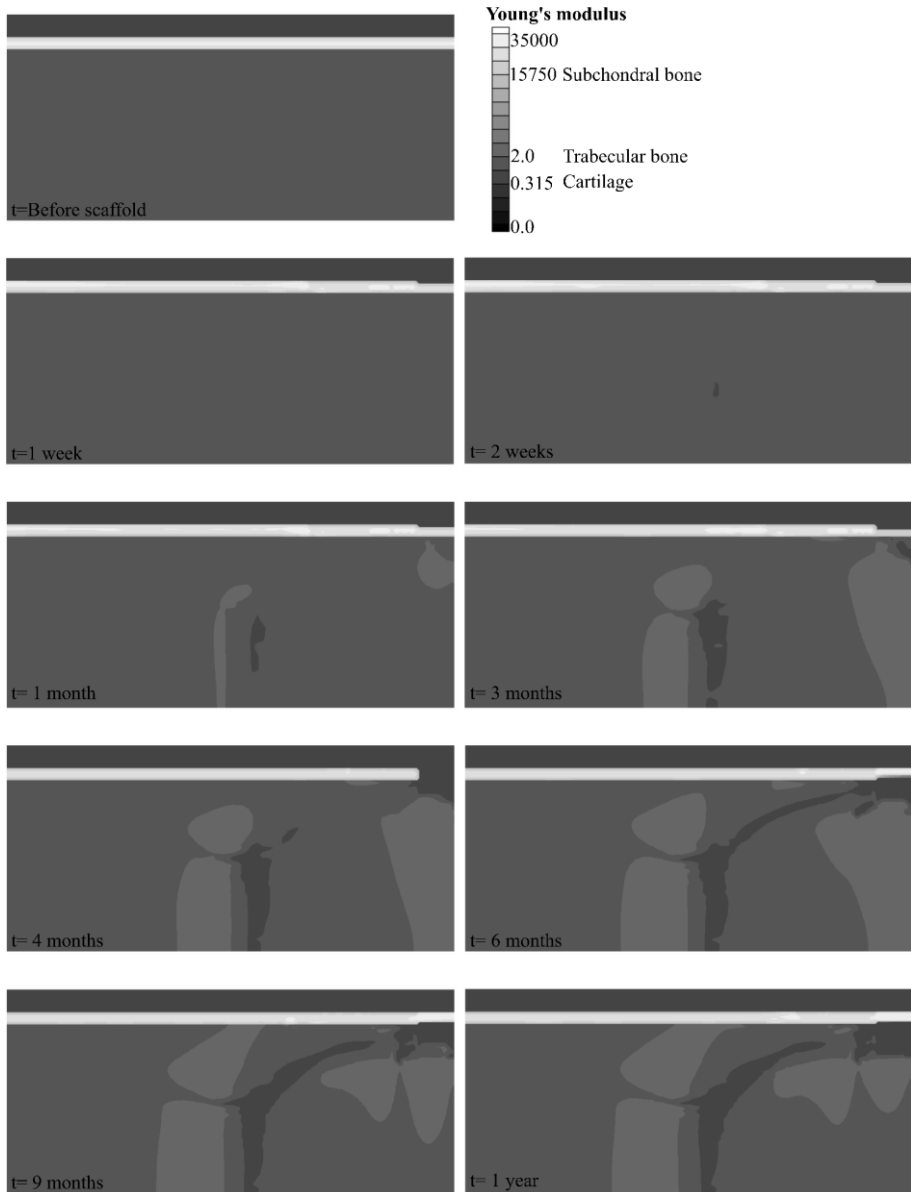 Young's modulus
35000
15750 Subchondral bone
2.0 Trabecular bone
0.315 Cartilage
0.0
t=Before scaffold
t=1 week
t= 2 weeks
t= 1 month
t= 3 months
t= 4 months
t= 6 months
t= 9 months
t= 1 year